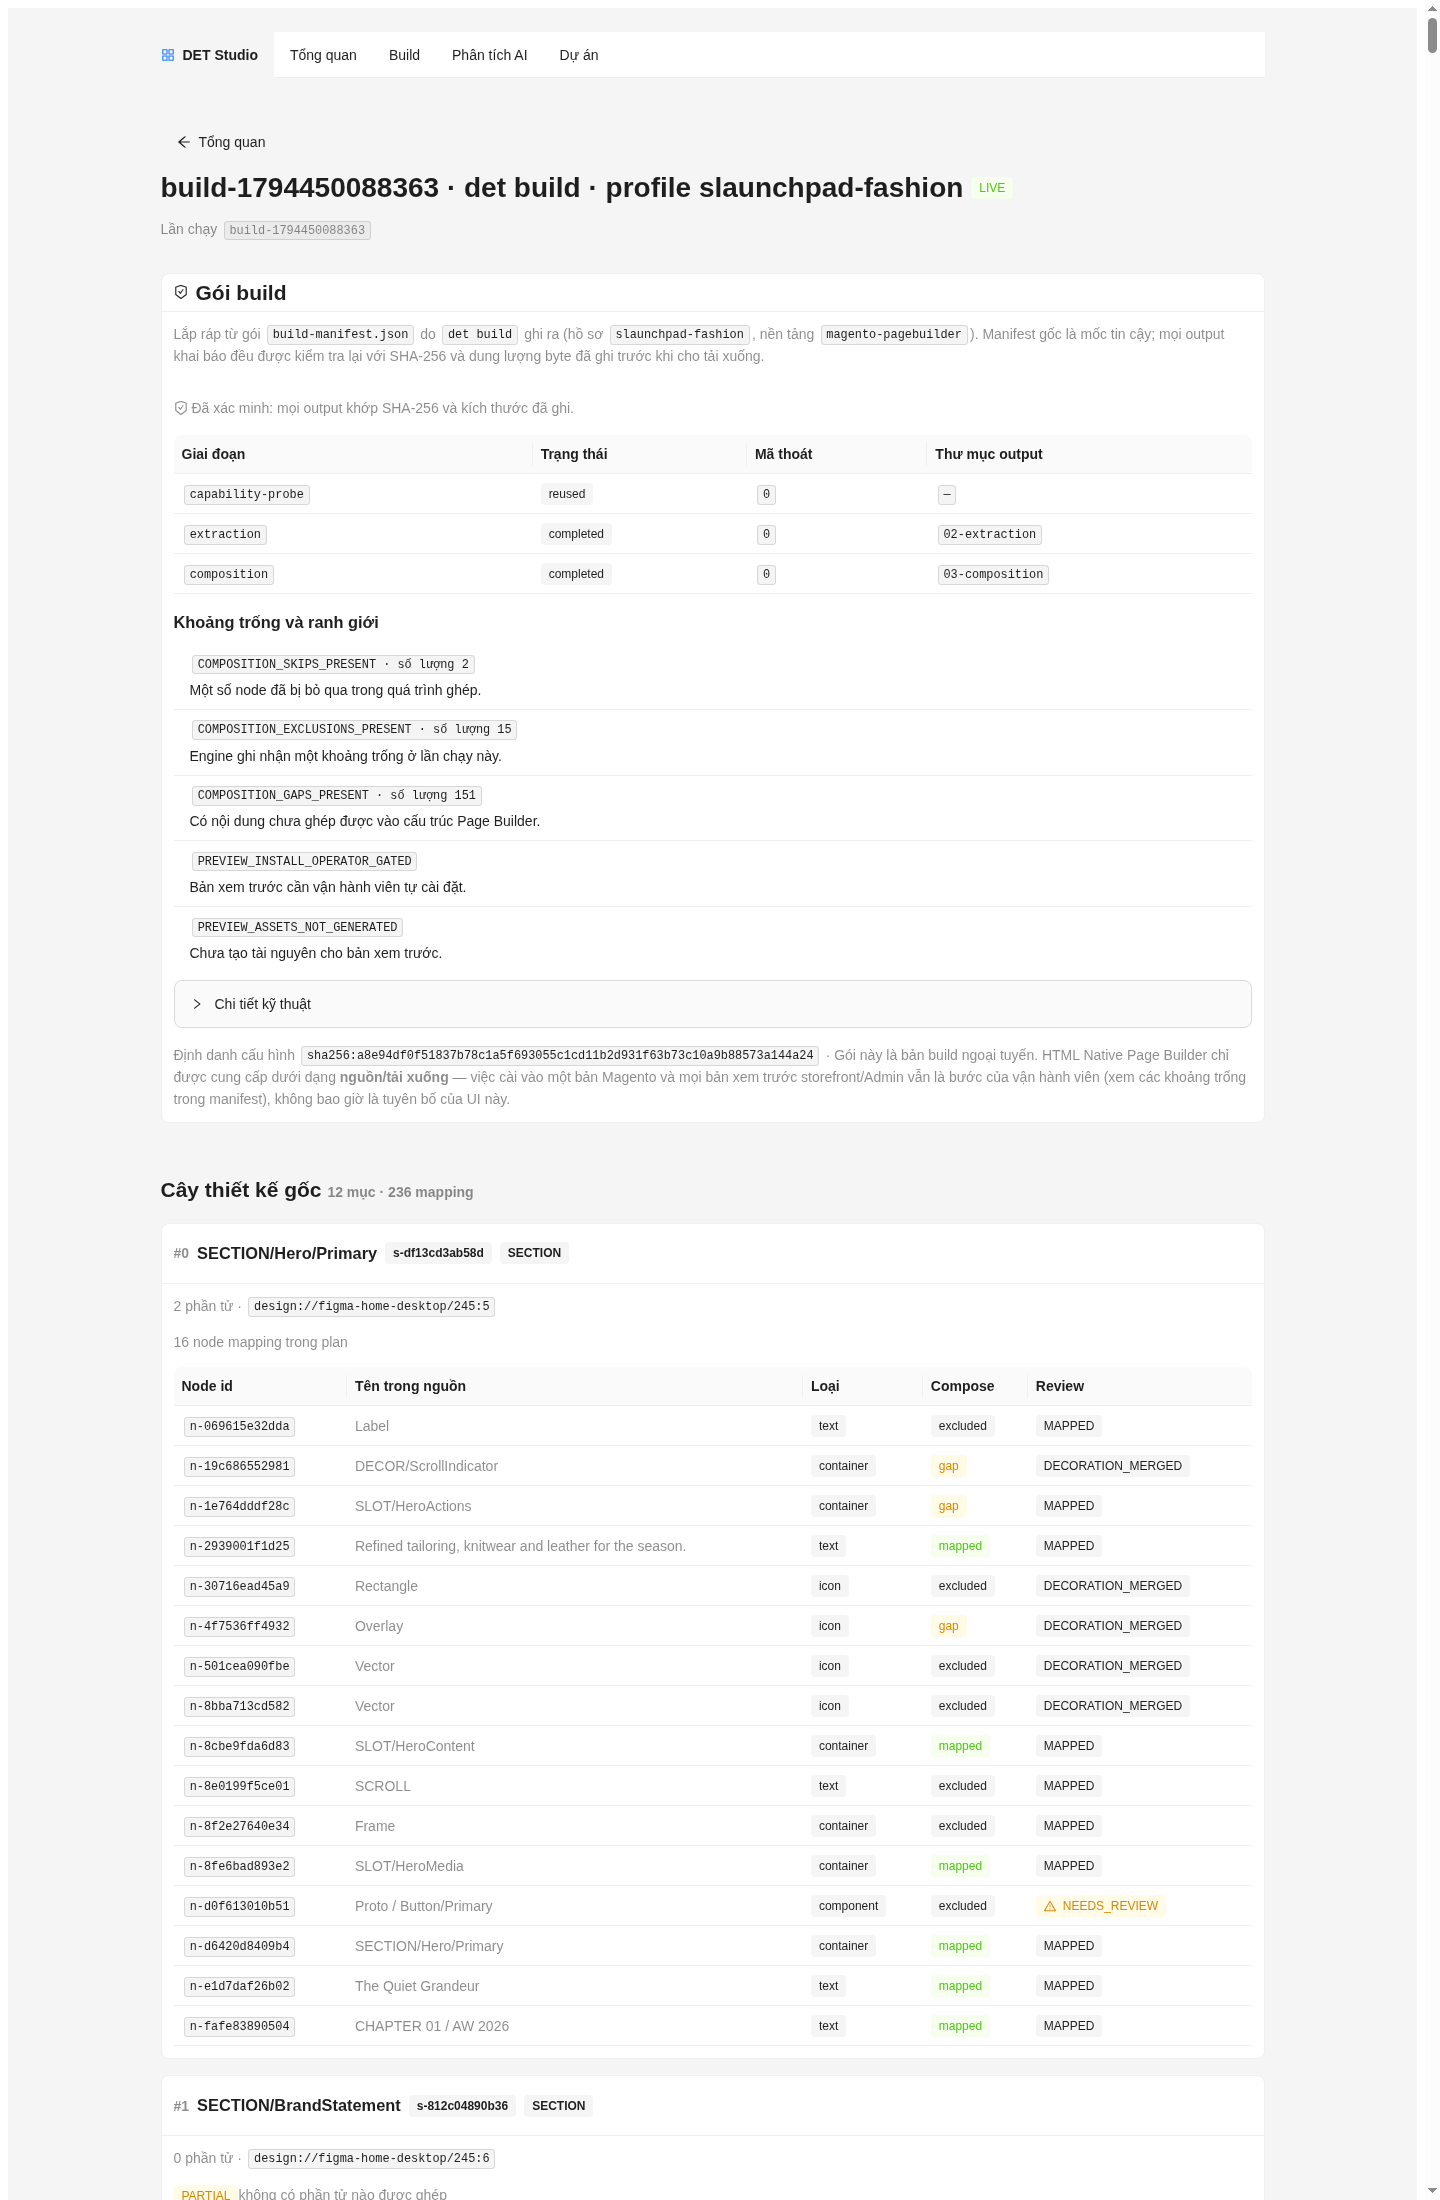 DET Studio Tổng quan Build Phân tích AI Dự án
Tổng quan
build-1794450088363 · det build · profile slaunchpad-fashion LIVE
Lần chạy build-1794450088363
Gói build
Lắp ráp từ gói build-manifest.json do det build ghi ra (hồ sơ slaunchpad-fashion, nền tảng magento-pagebuilder). Manifest gốc là mốc tin cậy; mọi output
khai báo đều được kiểm tra lại với SHA-256 và dung lượng byte đã ghi trước khi cho tải xuống.
Đã xác minh: mọi output khớp SHA-256 và kích thước đã ghi.
Giai đoạn Trạng thái Mã thoát Thư mục output
capability-probe reused 0 —
extraction completed 0 02-extraction
composition completed 0 03-composition
Khoảng trống và ranh giới
COMPOSITION_SKIPS_PRESENT · số lượng 2
Một số node đã bị bỏ qua trong quá trình ghép.
COMPOSITION_EXCLUSIONS_PRESENT · số lượng 15
Engine ghi nhận một khoảng trống ở lần chạy này.
COMPOSITION_GAPS_PRESENT · số lượng 151
Có nội dung chưa ghép được vào cấu trúc Page Builder.
PREVIEW_INSTALL_OPERATOR_GATED
Bản xem trước cần vận hành viên tự cài đặt.
PREVIEW_ASSETS_NOT_GENERATED
Chưa tạo tài nguyên cho bản xem trước.
Chi tiết kỹ thuật
Định danh cấu hình sha256:a8e94df0f51837b78c1a5f693055c1cd11b2d931f63b73c10a9b88573a144a24 · Gói này là bản build ngoại tuyến. HTML Native Page Builder chỉ
được cung cấp dưới dạng nguồn/tải xuống — việc cài vào một bản Magento và mọi bản xem trước storefront/Admin vẫn là bước của vận hành viên (xem các khoảng trống
trong manifest), không bao giờ là tuyên bố của UI này.
Cây thiết kế gốc 12 mục · 236 mapping
#0 SECTION/Hero/Primary s-df13cd3ab58d SECTION
2 phần tử · design://figma-home-desktop/245:5
16 node mapping trong plan
Node id Tên trong nguồn Loại Compose Review
n-069615e32dda Label text excluded MAPPED
n-19c686552981 DECOR/ScrollIndicator container gap DECORATION_MERGED
n-1e764dddf28c SLOT/HeroActions container gap MAPPED
n-2939001f1d25 Refined tailoring, knitwear and leather for the season. text mapped MAPPED
n-30716ead45a9 Rectangle icon excluded DECORATION_MERGED
n-4f7536ff4932 Overlay icon gap DECORATION_MERGED
n-501cea090fbe Vector icon excluded DECORATION_MERGED
n-8bba713cd582 Vector icon excluded DECORATION_MERGED
n-8cbe9fda6d83 SLOT/HeroContent container mapped MAPPED
n-8e0199f5ce01 SCROLL text excluded MAPPED
n-8f2e27640e34 Frame container excluded MAPPED
n-8fe6bad893e2 SLOT/HeroMedia container mapped MAPPED
n-d0f613010b51 Proto / Button/Primary component excluded NEEDS_REVIEW
n-d6420d8409b4 SECTION/Hero/Primary container mapped MAPPED
n-e1d7daf26b02 The Quiet Grandeur text mapped MAPPED
n-fafe83890504 CHAPTER 01 / AW 2026 text mapped MAPPED
#1 SECTION/BrandStatement s-812c04890b36 SECTION
0 phần tử · design://figma-home-desktop/245:6
PARTIAL không có phần tử nào được ghép